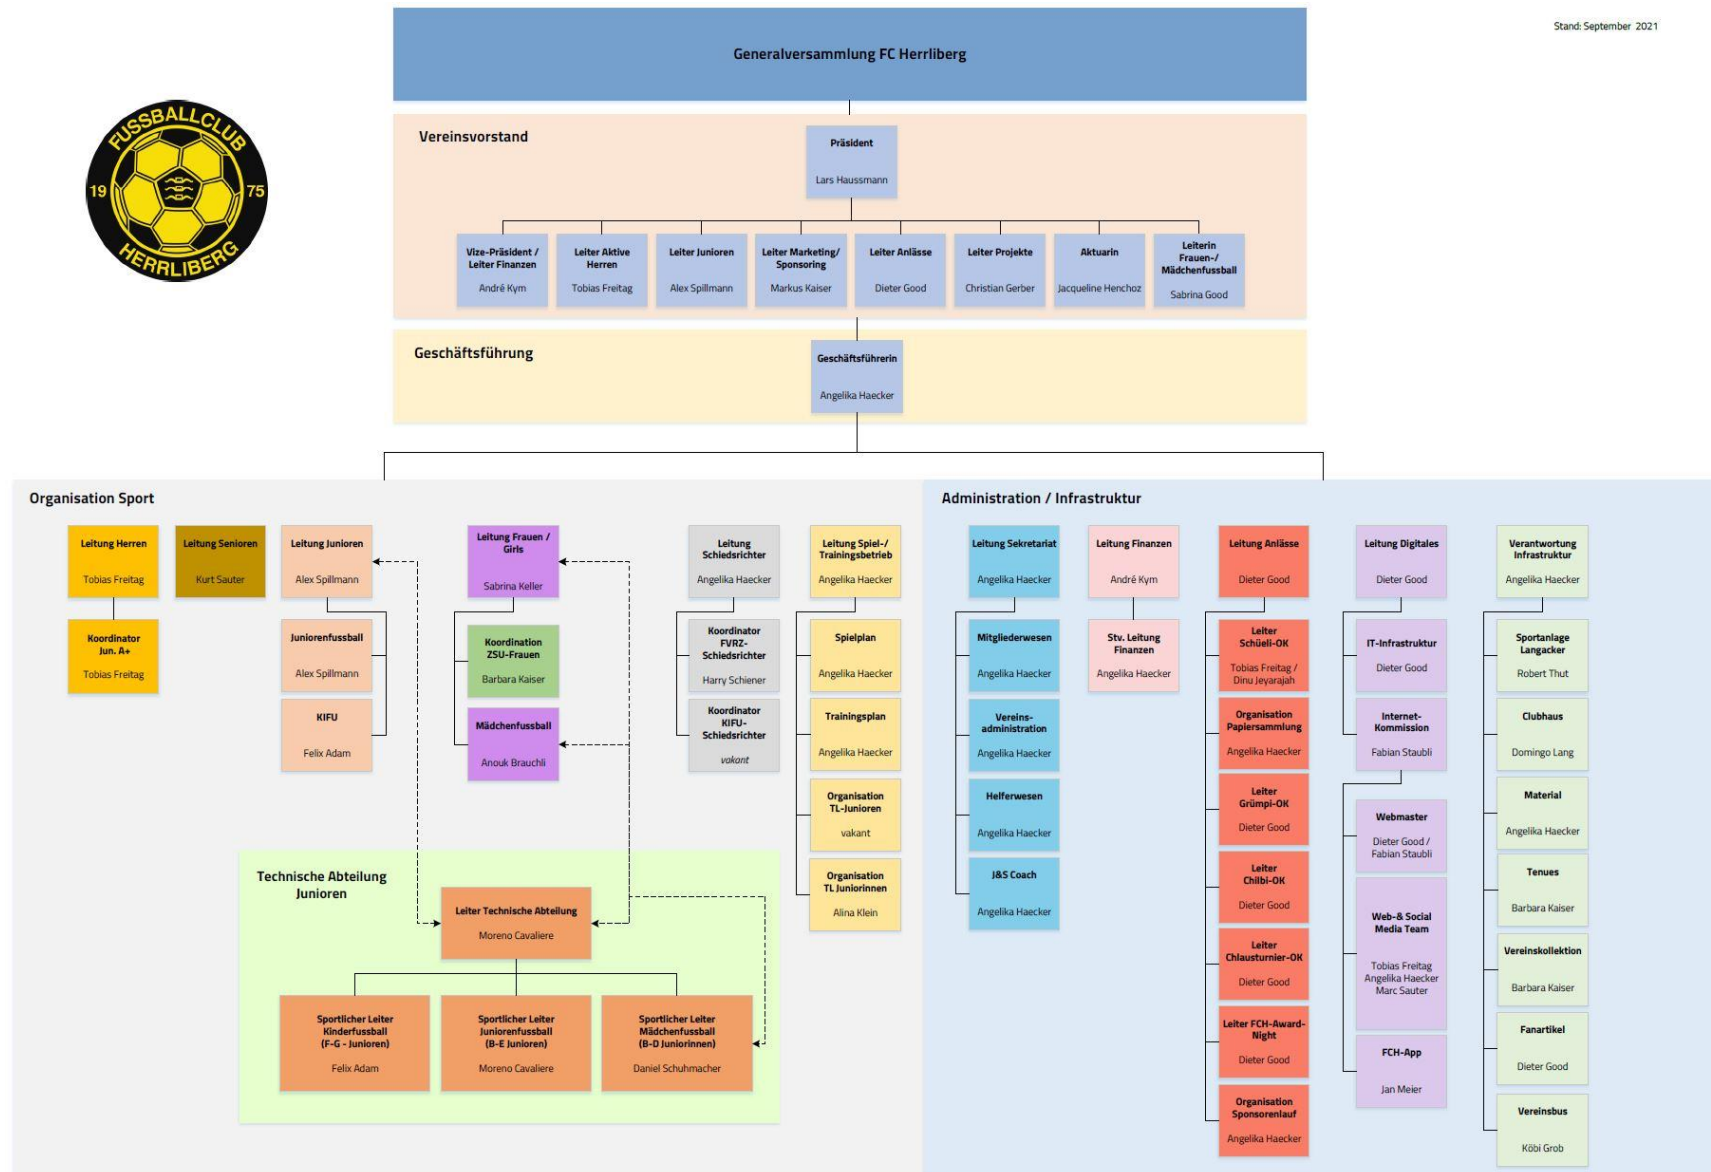 Stand: September 2021
Generalversammlung FC Herrliberg
FUSSBALLCLUB
19
75
HERRLIBERG
Vereinsvorstand
Präsident
Lars Haussmann
Vize-Präsident /
Leiter Finanzen
André Kym
Leiter Aktive
Herren
Tobias Freitag
Leiter Junioren
Alex Spillmann
Leiter Marketing/
Sponsoring
Markus Kaiser
Leiter Anlässe
Dieter Good
Leiter Projekte
Christian Gerber
Aktuarin
Jacqueline Henchoz
Leiterin
Frauen-/
Mädchenfussball
Sabrina Good
Geschäftsführung
Geschäftsführerin
Angelika Haecker
Organisation Sport
Leitung Herren
Tobias Freitag
Koordinator
Jun. A+
Tobias Freitag
Leitung Senioren
Kurt Sauter
Leitung Junioren
Alex Spillmann
Juniorenfussball
Alex Spillmann
KIFU
Felix Adam
Leitung Frauen /
Girls
Sabrina Keller
Koordination
ZSU-Frauen
Barbara Kaiser
Mädchenfussball
Anouk Brauchli
Leitung
Schiedsrichter
Angelika Haecker
Koordinator
FVRZ-
Schiedsrichter
Harry Schiener
Koordinator
KIFU-
Schiedsrichter
vakant
Leitung Spiel-/
Trainingsbetrieb
Angelika Haecker
Spielplan
Angelika Haecker
Trainingsplan
Angelika Haecker
Organisation
TL-Junioren
vakant
Organisation
TL Juniorinnen
Alina Klein
Technische Abteilung
Junioren
Leiter Technische Abteilung
Moreno Cavaliere
Sportlicher Leiter
Kinderfussball
(F-G - Junioren)
Felix Adam
Sportlicher Leiter
Juniorenfussball
(B-E Junioren)
Moreno Cavaliere
Sportlicher Leiter
Mädchenfussball
(B-D Juniorinnen)
Daniel Schuhmacher
Administration / Infrastruktur
Leitung Sekretariat
Angelika Haecker
Mitgliederwesen
Angelika Haecker
Vereins-
administration
Angelika Haecker
Helferwesen
Angelika Haecker
J&S Coach
Angelika Haecker
Leitung Finanzen
André Kym
Stv. Leitung
Finanzen
Angelika Haecker
Leitung Anlässe
Dieter Good
Leiter
Schüeli-OK
Tobias Freitag /
Dinu Jeyarajah
Organisation
Papiersammlung
Angelika Haecker
Leiter
Grümpi-OK
Dieter Good
Leiter
Chilbi-OK
Dieter Good
Leiter
Chlausturnier-OK
Dieter Good
Leiter FCH-Award-
Night
Dieter Good
Organisation
Sponsorenlauf
Angelika Haecker
Leitung Digitales
Dieter Good
IT-Infrastruktur
Dieter Good
Internet-
Kommission
Fabian Staubli
Webmaster
Dieter Good /
Fabian Staubli
Web-& Social
Media Team
Tobias Freitag
Angelika Haecker
Marc Sauter
FCH-App
Jan Meier
Verantwortung
Infrastruktur
Angelika Haecker
Sportanlage
Langacker
Robert Thut
Clubhaus
Domingo Lang
Material
Angelika Haecker
Tenues
Barbara Kaiser
Vereinskollektion
Barbara Kaiser
Fanartikel
Dieter Good
Vereinsbus
Köbi Grob